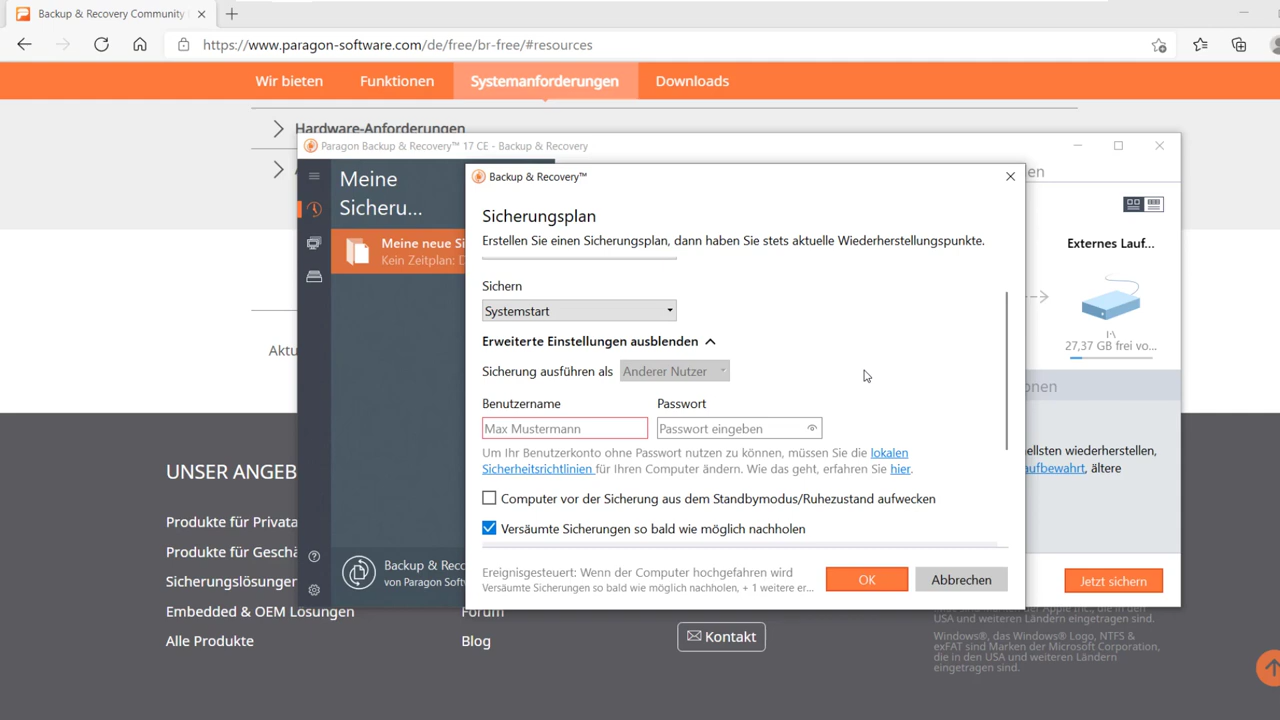 Backup & Recovery Community
https://www.paragon-software.com/de/free/br-free/#resources
Wir bieten
Funktionen
Systemanforderungen
Downloads
Hardware-Anforderungen
Paragon Backup & Recovery™ 17 CE - Backup & Recovery
Meine
Sicheru...
Meine neue Si
Kein Zeitplan: D
Backup & Reco
von Paragon Softw
Backup & Recovery™
Sicherungsplan
Erstellen Sie einen Sicherungsplan, dann haben Sie stets aktuelle Wiederherstellungspunkte.
Sichern
Systemstart
Erweiterte Einstellungen ausblenden
Sicherung ausführen als Anderer Nutzer
Benutzername Passwort
Max Mustermann Passwort eingeben
Um Ihr Benutzerkonto ohne Passwort nutzen zu können, müssen Sie die lokalen
Sicherheitsrichtlinien für Ihren Computer ändern. Wie das geht, erfahren Sie hier.
Computer vor der Sicherung aus dem Standbymodus/Ruhezustand aufwecken
Versäumte Sicherungen so bald wie möglich nachholen
Ereignisgesteuert: Wenn der Computer hochgefahren wird
Versäumte Sicherungen so bald wie möglich nachholen, + 1 weitere er...
OK
Abbrechen
en
Externes Lauf...
I:\
27,37 GB frei vo...
onen
ellsten wiederherstellen,
aufbewahrt, ältere
Jetzt sichern
Aktu
UNSER ANGEB
Produkte für Privata
Produkte für Geschä
Sicherungslösungen
Embedded & OEM Lösungen
Alle Produkte
Forum
Blog
Kontakt
USA und weiteren Ländern eingetragen sind.
Windows®, das Windows® Logo, NTFS &
exFAT sind Marken der Microsoft Corporation,
die in den USA und weiteren Ländern
eingetragen sind.